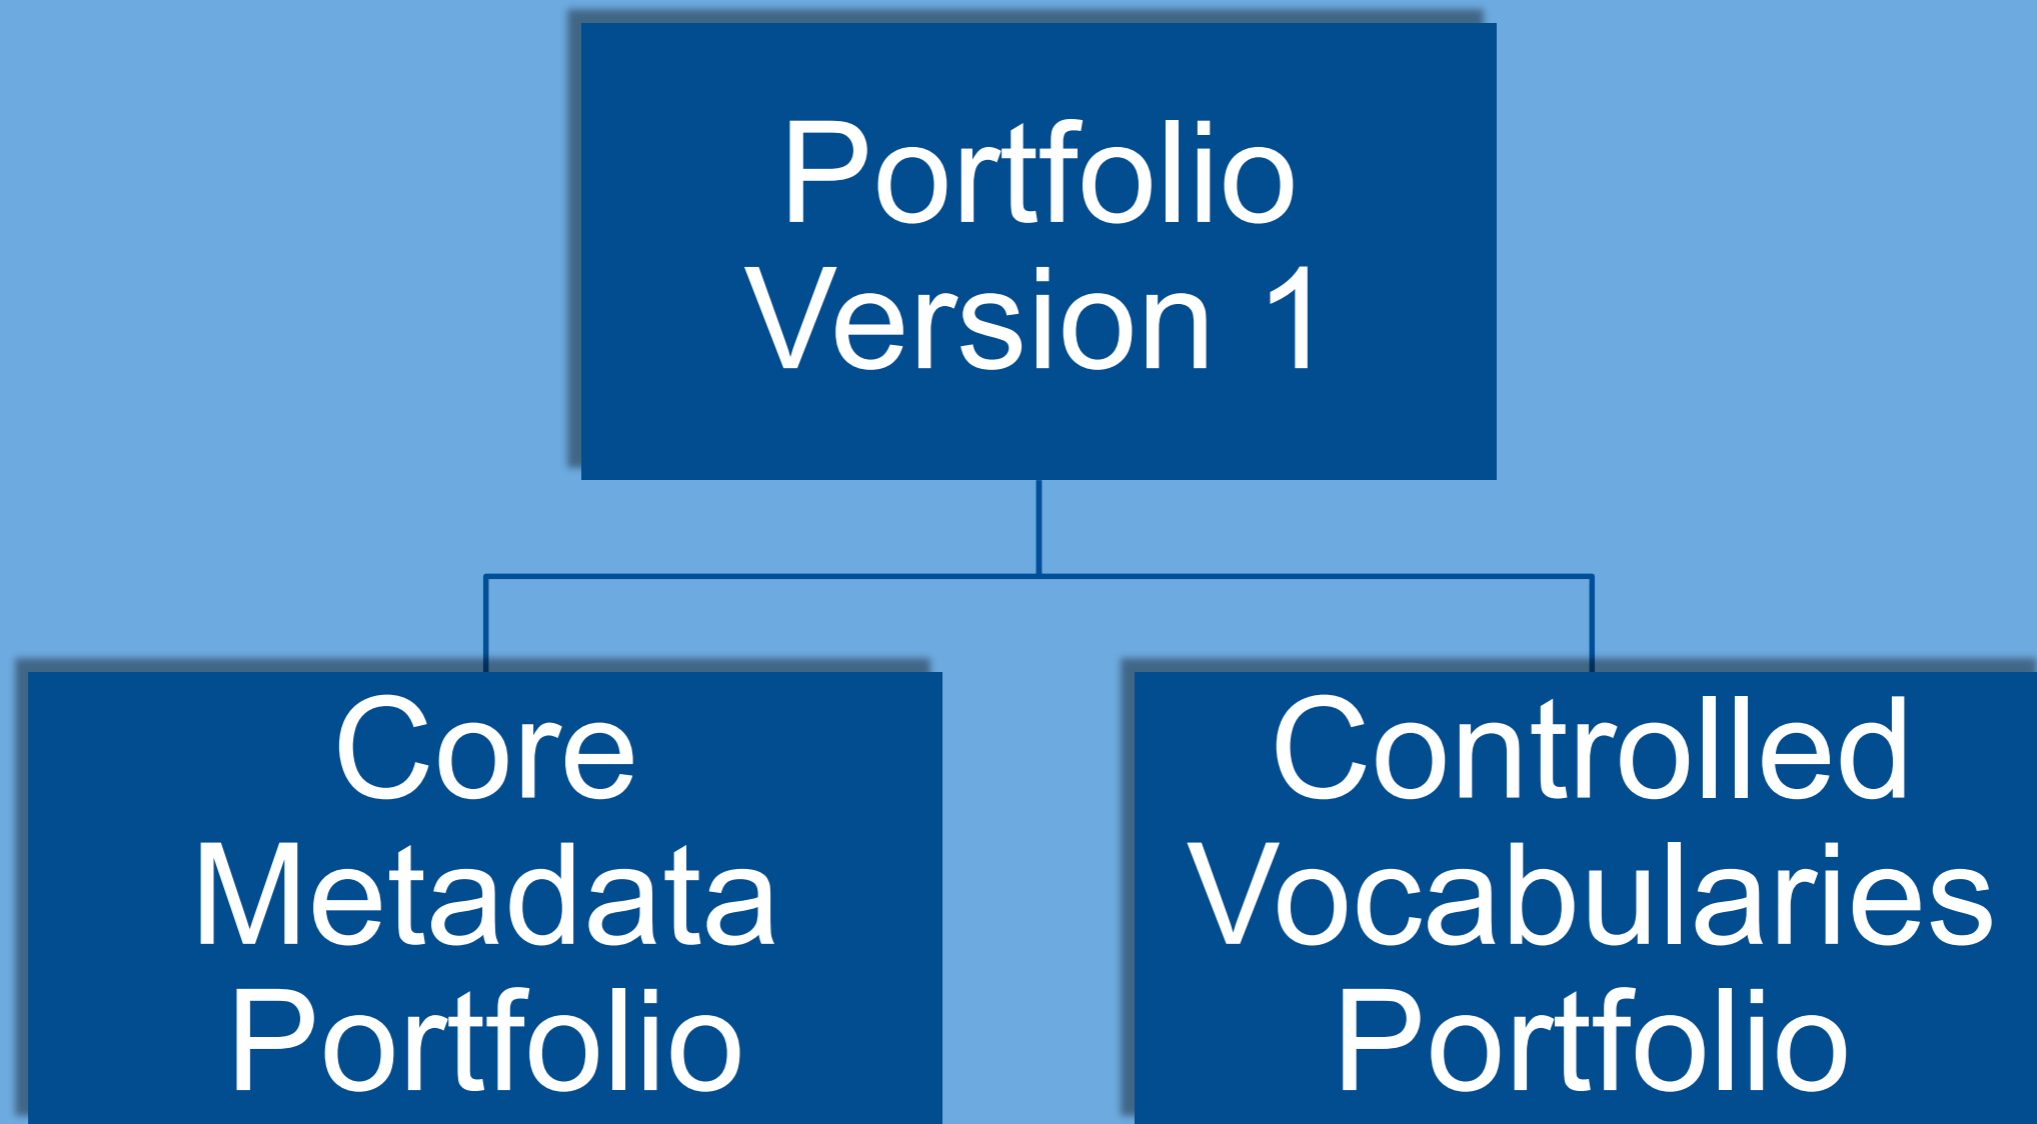 Portfolio
Version 1
Core
Metadata
Portfolio
Controlled
Vocabularies
Portfolio